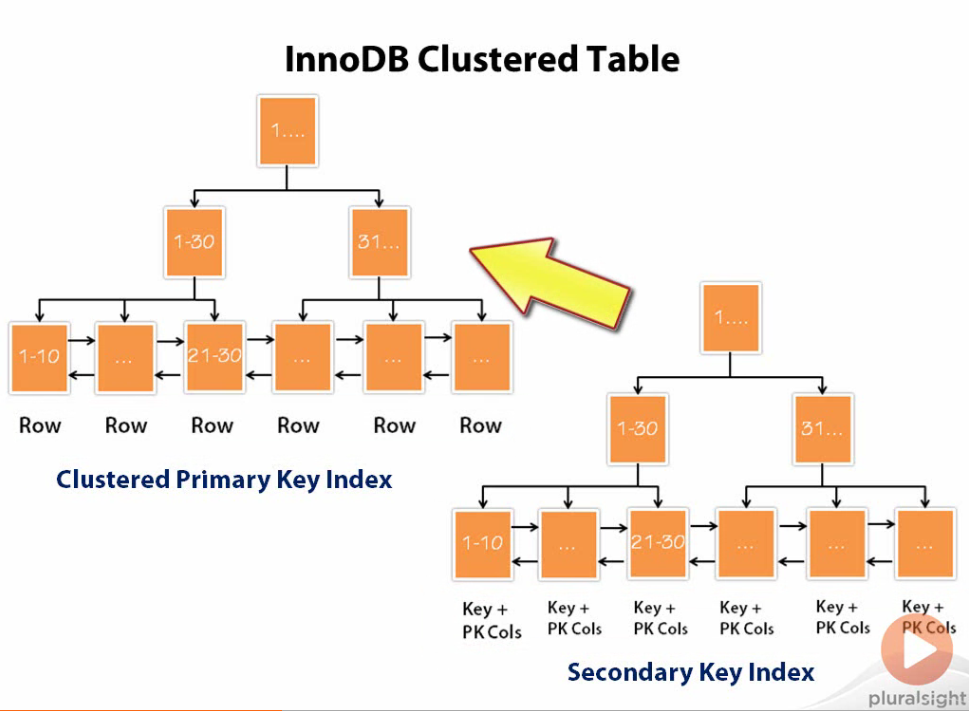 InnoDB Clustered Table
1....
1-30
31...
1-10
...
21-30
...
...
...
Row
Row
Row
Row
Row
Row
Clustered Primary Key Index
1....
1-30
31...
1-10
...
21-30
...
...
...
Key +
PK Cols
Key +
PK Cols
Key +
PK Cols
Key +
PK Cols
Key +
PK Cols
Key +
PK Cols
Secondary Key Index
pluralsight